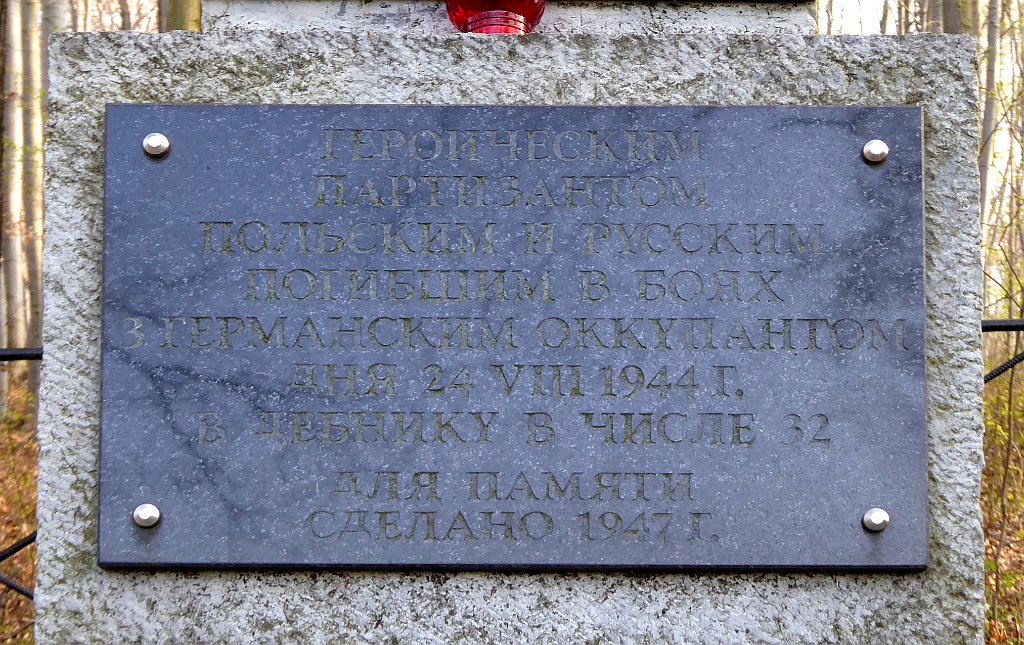 ГЕРОИЧЕСКИМ
ПАРТИЗАНТОМ
ПОЛЬСКИМ И РУССКИМ
ПОГИБШИМ В БОЯХ
З ГЕРМАНСКИМ ОККУПАНТОМ
ДНЯ 24 VIII 1944 Г.
В ДЕБНИКУ В ЧИСЛЕ 32
ДЛЯ ПАМЯТИ
СДЕЛАНО 1947 Г.